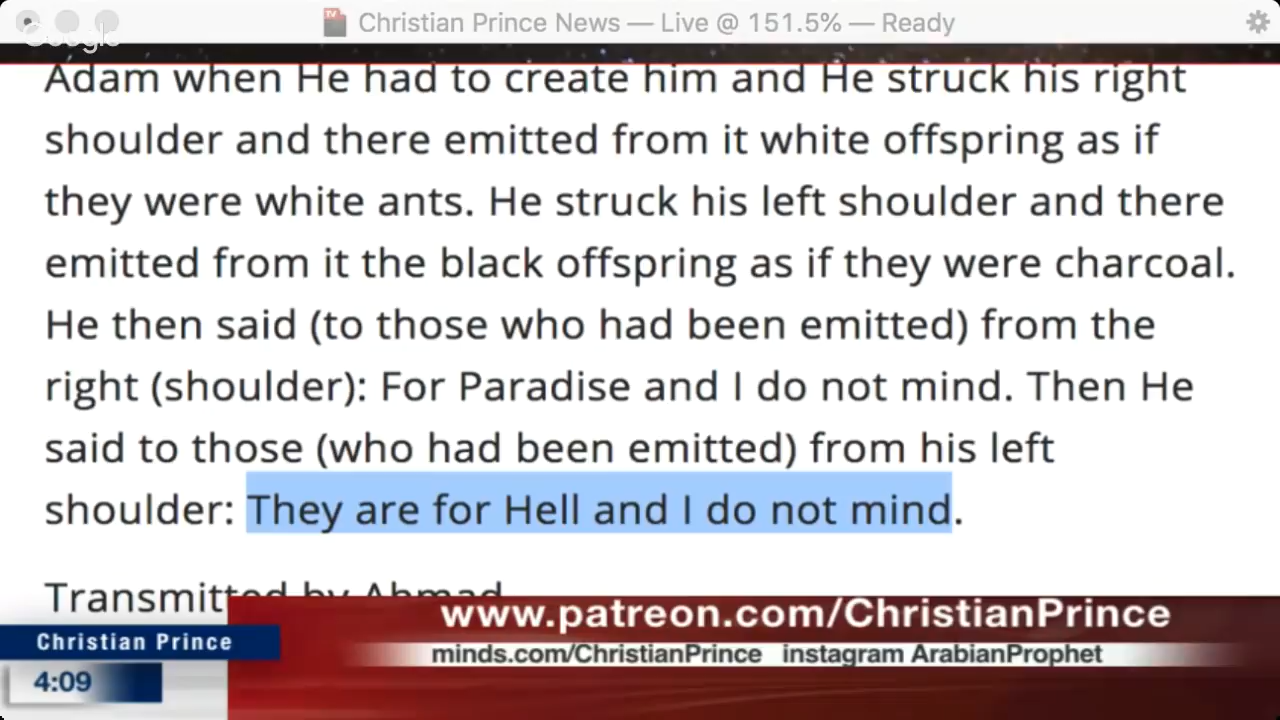 Christian Prince News — Live @ 151.5% — Ready
Google
Adam when He had to create him and He struck his right
shoulder and there emitted from it white offspring as if
they were white ants. He struck his left shoulder and there
emitted from it the black offspring as if they were charcoal.
He then said (to those who had been emitted) from the
right (shoulder): For Paradise and I do not mind. Then He
said to those (who had been emitted) from his left
shoulder: They are for Hell and I do not mind.
Transmitted by Ahmad
www.patreon.com/ChristianPrince
Christian Prince
minds.com/ChristianPrince instagram ArabianProphet
4:09